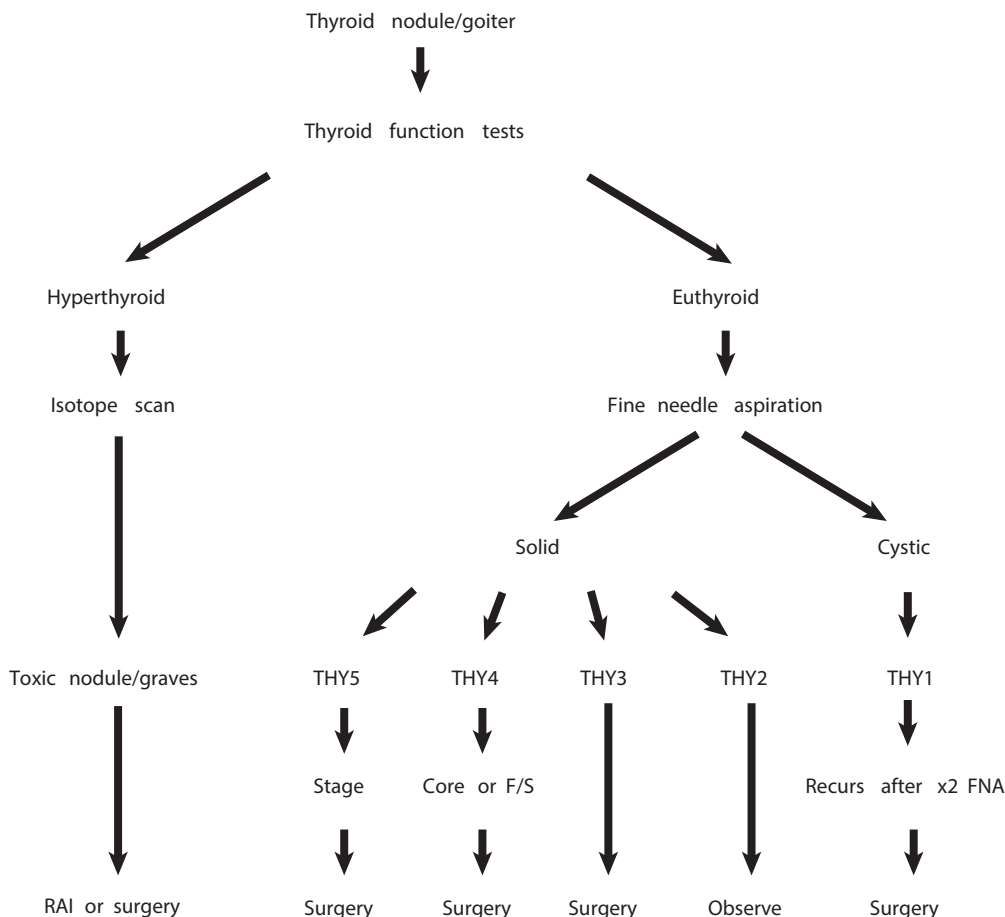 Thyroid nodule/goiter
Thyroid function tests
Hyperthyroid
Euthyroid
Isotope scan
Fine needle aspiration
Solid
Cystic
Toxic nodule/graves
THY5
THY4
THY3
THY2
THY1
Stage
Core or F/S
Recurs after x2 FNA
RAI or surgery
Surgery
Surgery
Surgery
Observe
Surgery